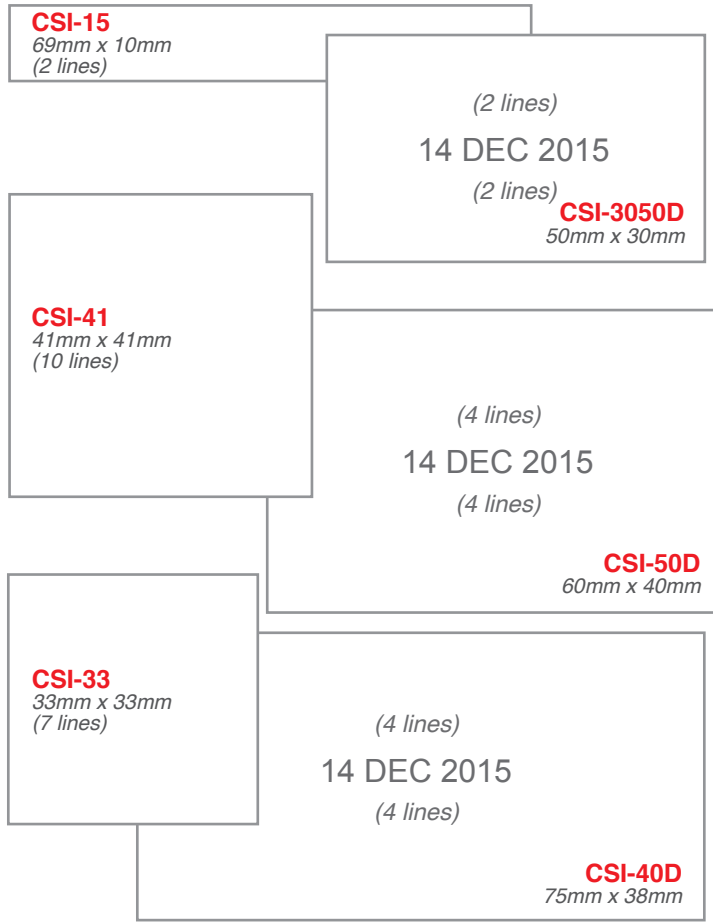 CSI-15
69mm x 10mm
(2 lines)
(2 lines)
14 DEC 2015
(2 lines)
CSI-3050D
50mm x 30mm
CSI-41
41mm x 41mm
(10 lines)
(4 lines)
14 DEC 2015
(4 lines)
CSI-50D
60mm x 40mm
CSI-33
33mm x 33mm
(7 lines)
(4 lines)
14 DEC 2015
(4 lines)
CSI-40D
75mm x 38mm